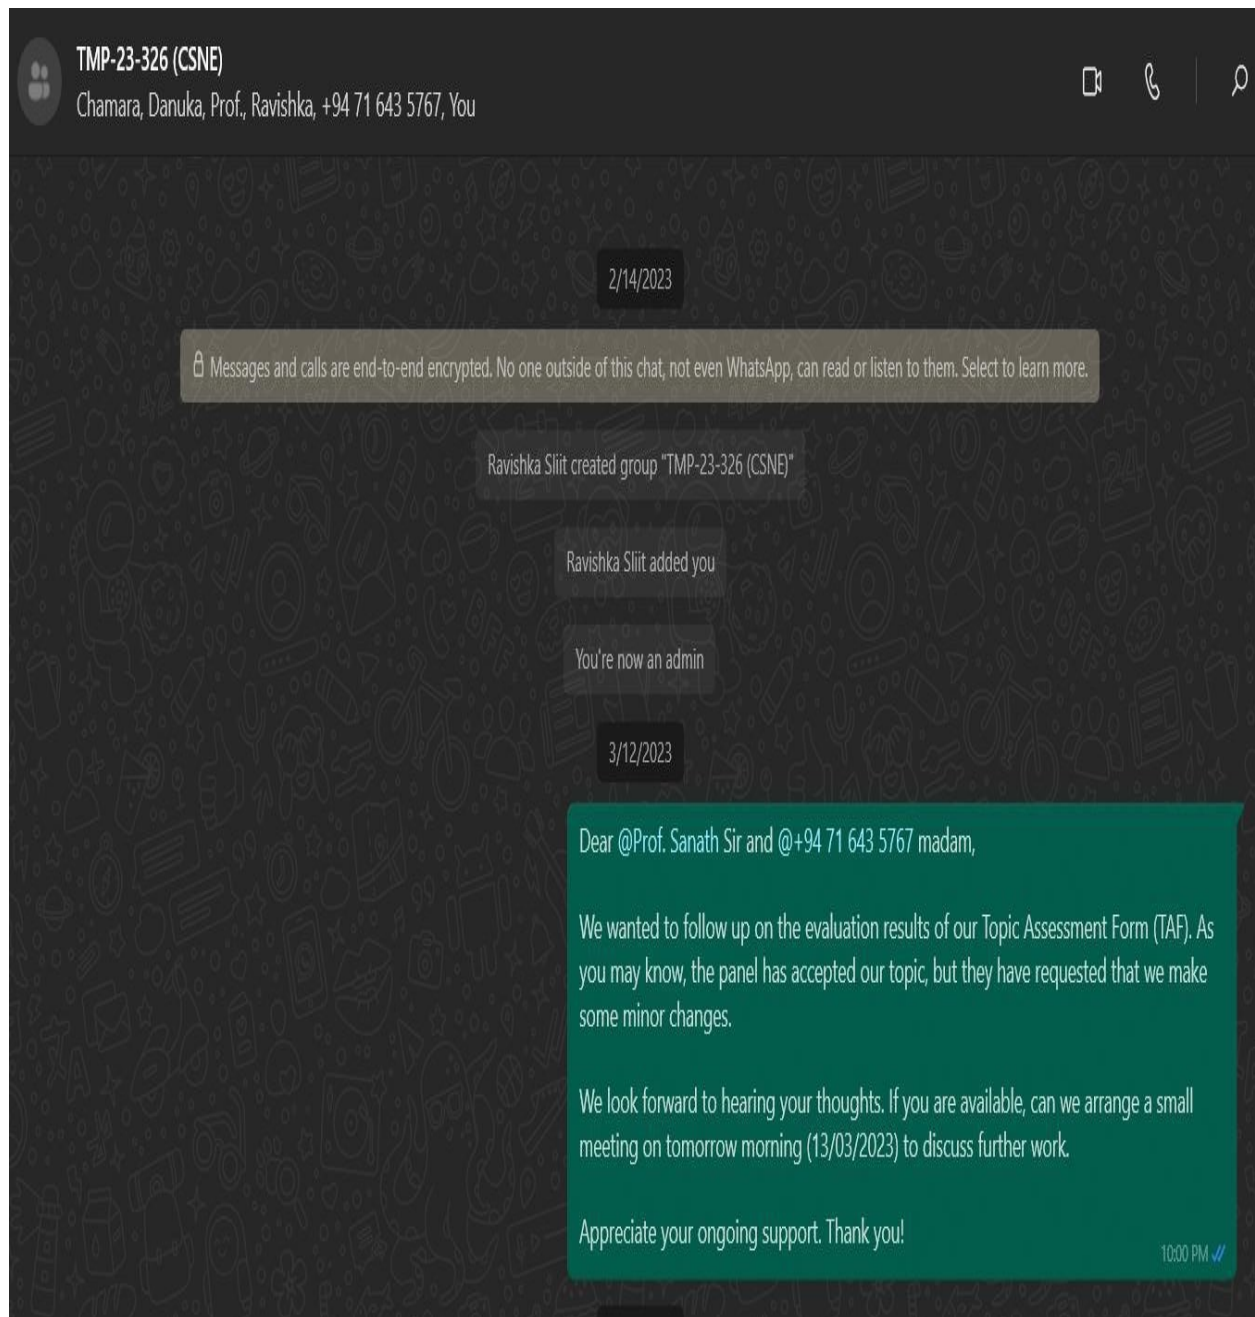 TMP-23-326 (CSNE)
Chamara, Danuka, Prof., Ravishka, +94 71 643 5767, You
2/14/2023
Messages and calls are end-to-end encrypted. No one outside of this chat, not even WhatsApp, can read or listen to them. Select to learn more.
Ravishka Sliit created group "TMP-23-326 (CSNE)"
Ravishka Sliit added you
You're now an admin
3/12/2023
Dear @Prof. Sanath Sir and @+94 71 643 5767 madam,
We wanted to follow up on the evaluation results of our Topic Assessment Form (TAF). As
you may know, the panel has accepted our topic, but they have requested that we make
some minor changes.
We look forward to hearing your thoughts. If you are available, can we arrange a small
meeting on tomorrow morning (13/03/2023) to discuss further work.
Appreciate your ongoing support. Thank you!
10:00 PM